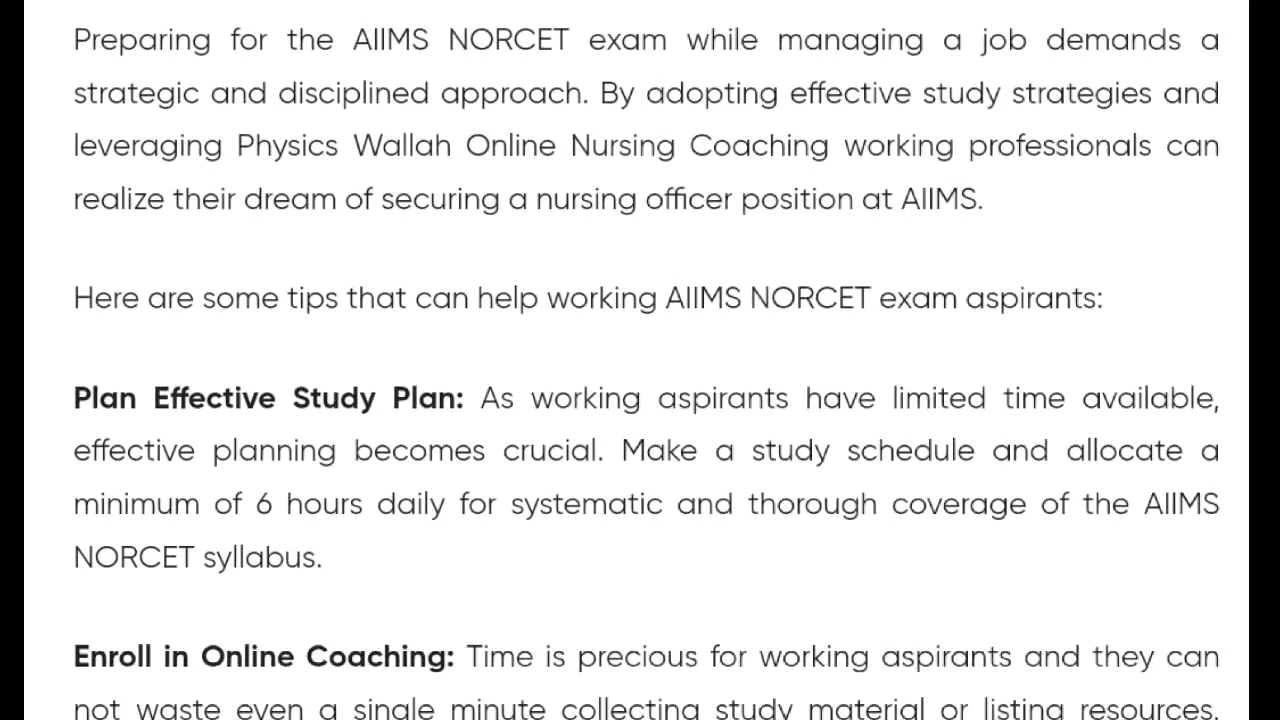 Preparing for the AIIMS NORCET exam while managing a job demands a
strategic and disciplined approach. By adopting effective study strategies and
leveraging Physics Wallah Online Nursing Coaching working professionals can
realize their dream of securing a nursing officer position at AIIMS.
Here are some tips that can help working AIIMS NORCET exam aspirants:
Plan Effective Study Plan: As working aspirants have limited time available,
effective planning becomes crucial. Make a study schedule and allocate a
minimum of 6 hours daily for systematic and thorough coverage of the AIIMS
NORCET syllabus.
Enroll in Online Coaching: Time is precious for working aspirants and they can
not waste even a single minute collecting study material or listing resources.